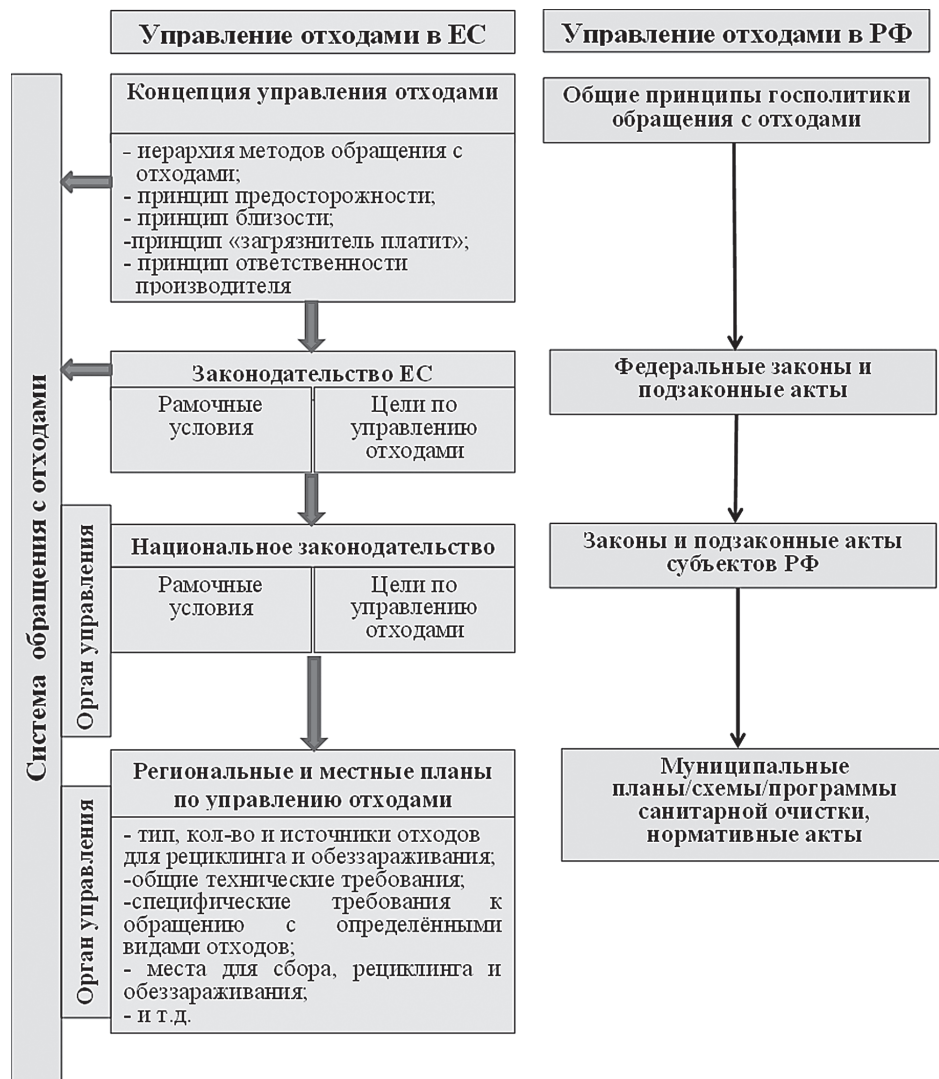 Управление отходами в ЕС
Управление отходами в РФ
Система обращения с отходами
Концепция управления отходами
- иерархия методов обращения с
отходами;
- принцип предосторожности;
- принцип близости;
-принцип «загрязнитель платит»;
- принцип ответственности
производителя
Законодательство ЕС
Рамочные
условия
Цели по
управлению
отходами
Орган управления
Национальное законодательство
Рамочные
условия
Цели по
управлению
отходами
Орган управления
Региональные и местные планы
по управлению отходами
- тип, кол-во и источники отходов
для рециклинга и обеззараживания;
-общие технические требования;
-специфические требования к
обращению с определёнными
видами отходов;
- места для сбора, рециклинга и
обеззараживания;
- и т.д.
Общие принципы госполитики
обращения с отходами
Федеральные законы и
подзаконные акты
Законы и подзаконные акты
субъектов РФ
Муниципальные
планы/схемы/программы
санитарной очистки,
нормативные акты